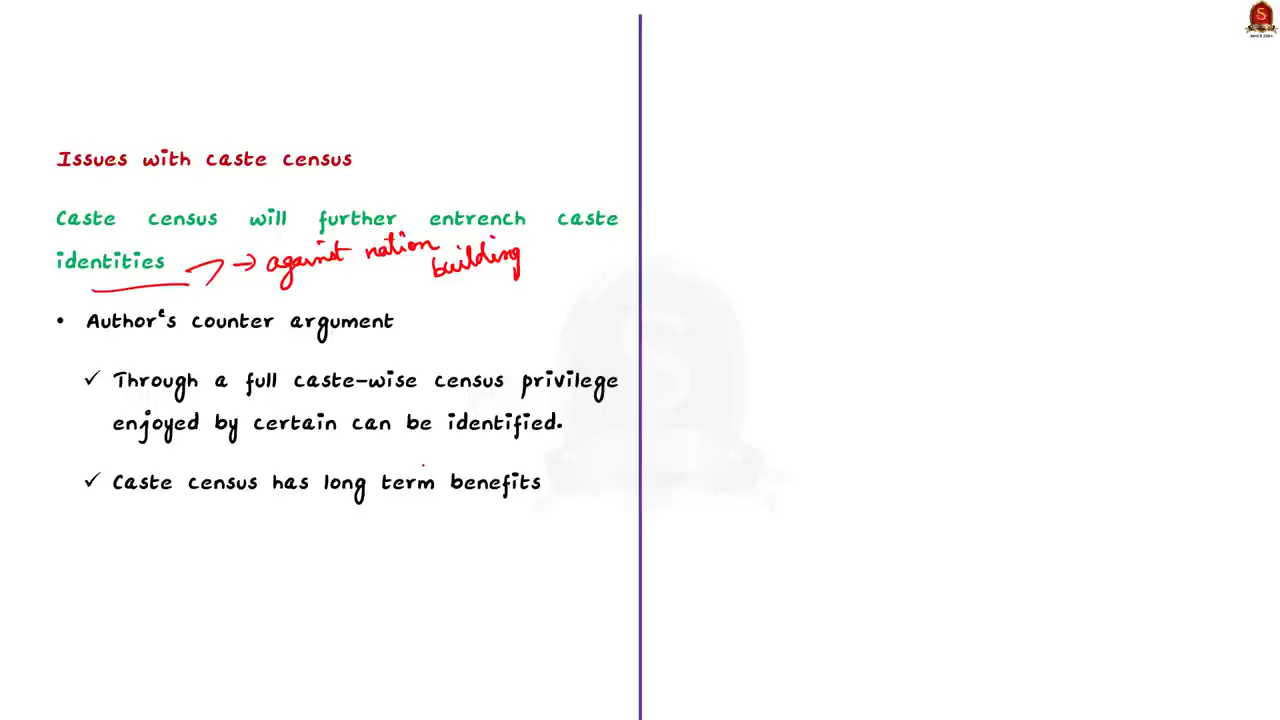 Issues with caste census
Caste census will further entrench caste
identities → against nation building
• Author's counter argument
✓ Through a full caste-wise census privilege
enjoyed by certain can be identified.
✓ Caste census has long term benefits
S